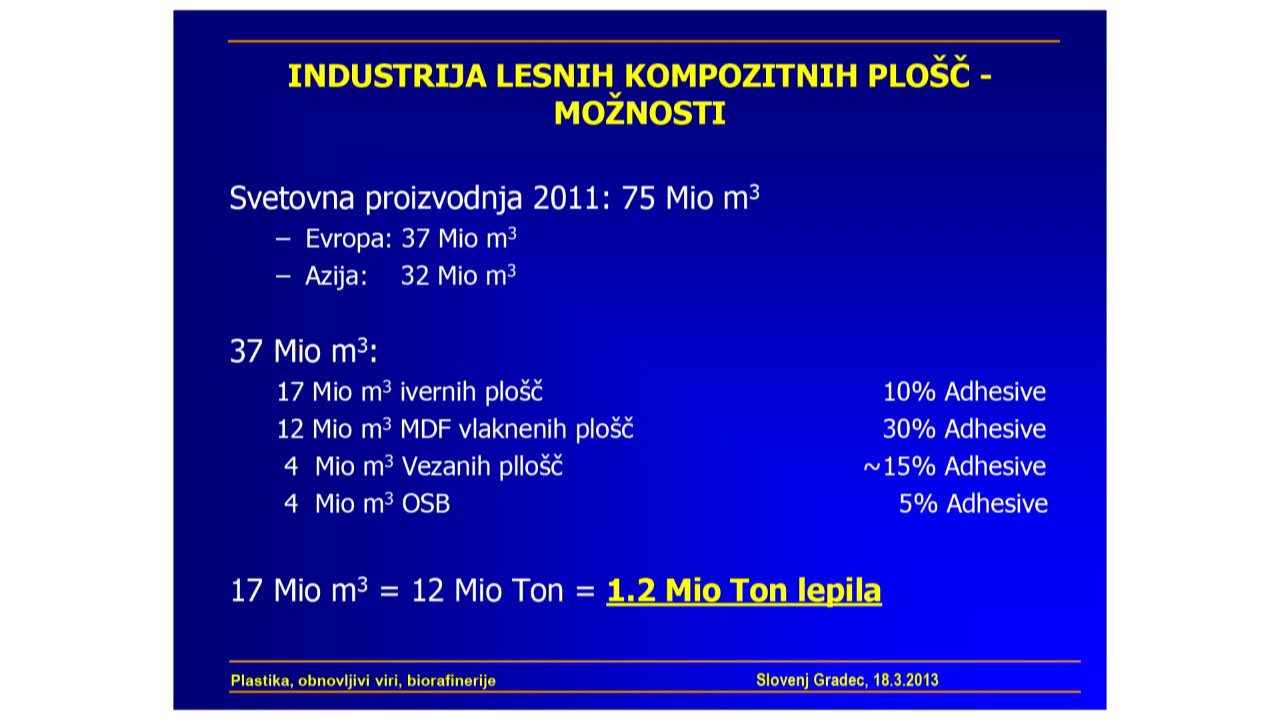 INDUSTRIJA LESNIH KOMPOZITNIH PLOŠČ -
MOŽNOSTI
Svetovna proizvodnja 2011: 75 Mio m³
– Evropa: 37 Mio m³
– Azija: 32 Mio m³
37 Mio m³:
17 Mio m³ ivernih plošč 10% Adhesive
12 Mio m³ MDF vlaknenih plošč 30% Adhesive
4 Mio m³ Vezanih pllošč ~15% Adhesive
4 Mio m³ OSB 5% Adhesive
17 Mio m³ = 12 Mio Ton = 1.2 Mio Ton lepila
Plastika, obnovljivi viri, biorafinerije Slovenj Gradec, 18.3.2013